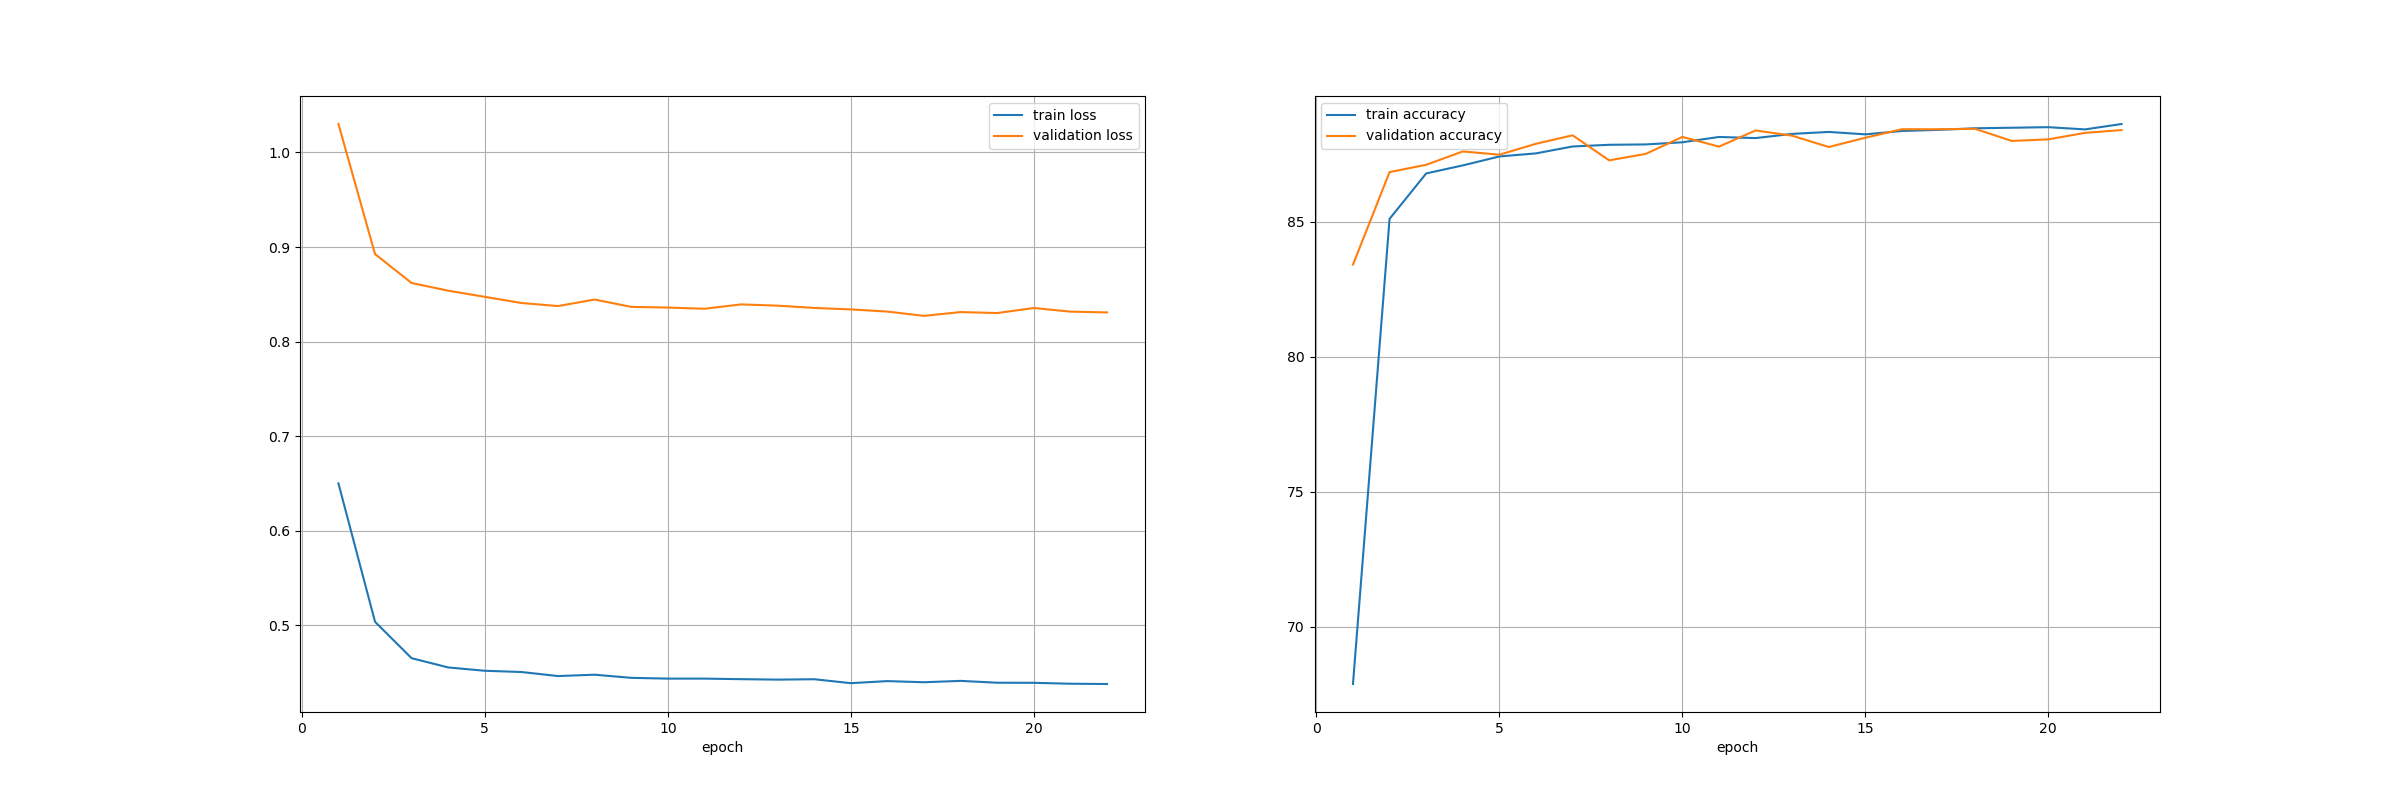 train loss
validation loss
1.0
0.9
0.8
0.7
0.6
0.5
0 5 10 15 20
epoch
train accuracy
validation accuracy
85
80
75
70
0 5 10 15 20
epoch